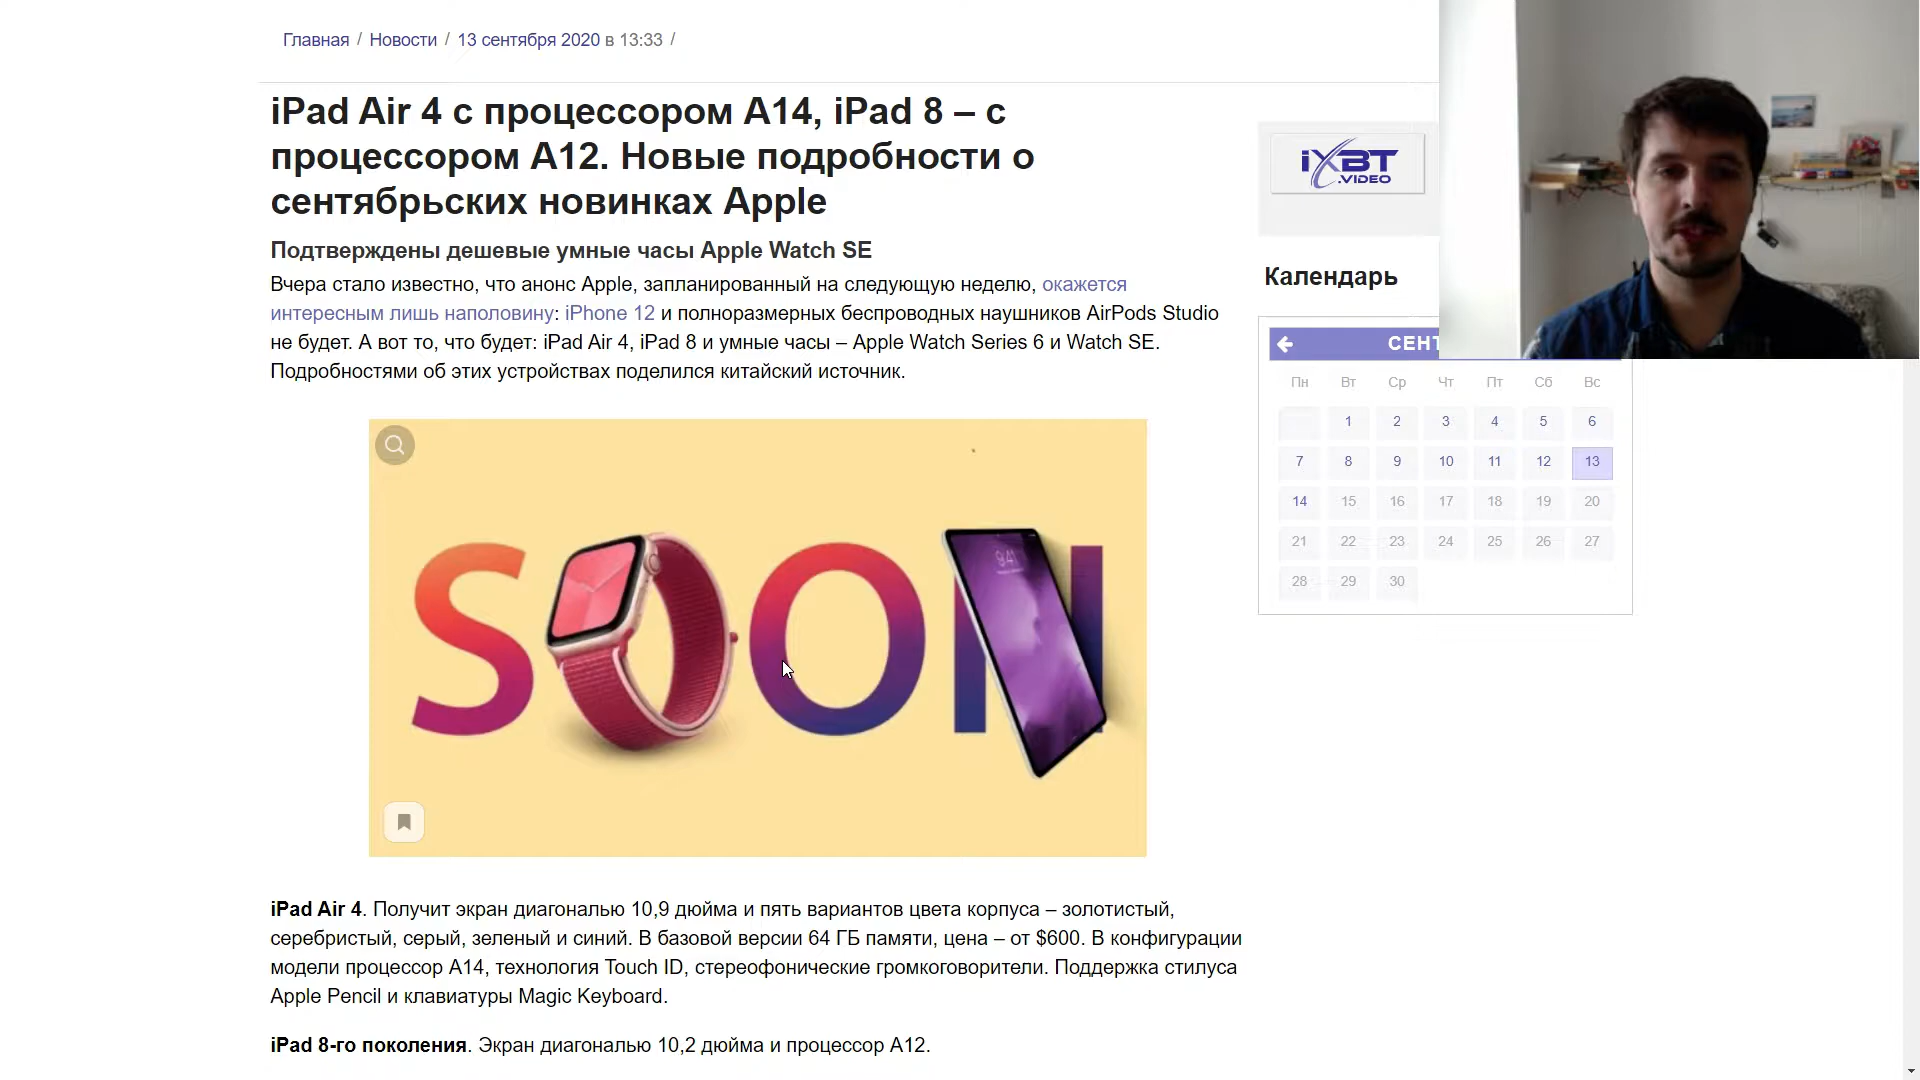 Главная / Новости / 13 сентября 2020 в 13:33 /
iPad Air 4 с процессором A14, iPad 8 – с
процессором A12. Новые подробности о
сентябрьских новинках Apple
Подтверждены дешевые умные часы Apple Watch SE
Вчера стало известно, что анонс Apple, запланированный на следующую неделю, окажется
интересным лишь наполовину: iPhone 12 и полноразмерных беспроводных наушников AirPods Studio
не будет. А вот то, что будет: iPad Air 4, iPad 8 и умные часы – Apple Watch Series 6 и Watch SE.
Подробностями об этих устройствах поделился китайский источник.
SOON
9:41
iPad Air 4. Получит экран диагональю 10,9 дюйма и пять вариантов цвета корпуса – золотистый,
серебристый, серый, зеленый и синий. В базовой версии 64 ГБ памяти, цена – от $600. В конфигурации
модели процессор A14, технология Touch ID, стереофонические громкоговорители. Поддержка стилуса
Apple Pencil и клавиатуры Magic Keyboard.
iPad 8-го поколения. Экран диагональю 10,2 дюйма и процессор A12.
iXBT
.VIDEO
Календарь
СЕНТ
Пн Вт Ср Чт Пт Сб Вс
1 2 3 4 5 6
7 8 9 10 11 12 13
14 15 16 17 18 19 20
21 22 23 24 25 26 27
28 29 30